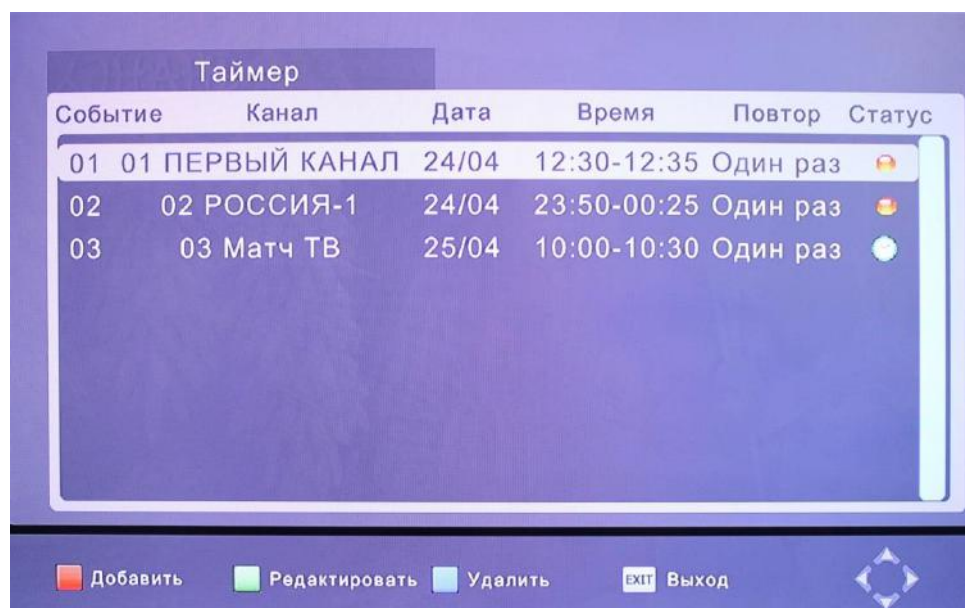 Таймер
Событие Канал Дата Время Повтор Статус
01 01 ПЕРВЫЙ КАНАЛ 24/04 12:30-12:35 Один раз
02 02 РОССИЯ-1 24/04 23:50-00:25 Один раз
03 03 Матч ТВ 25/04 10:00-10:30 Один раз
Добавить Редактировать Удалить EXIT Выход